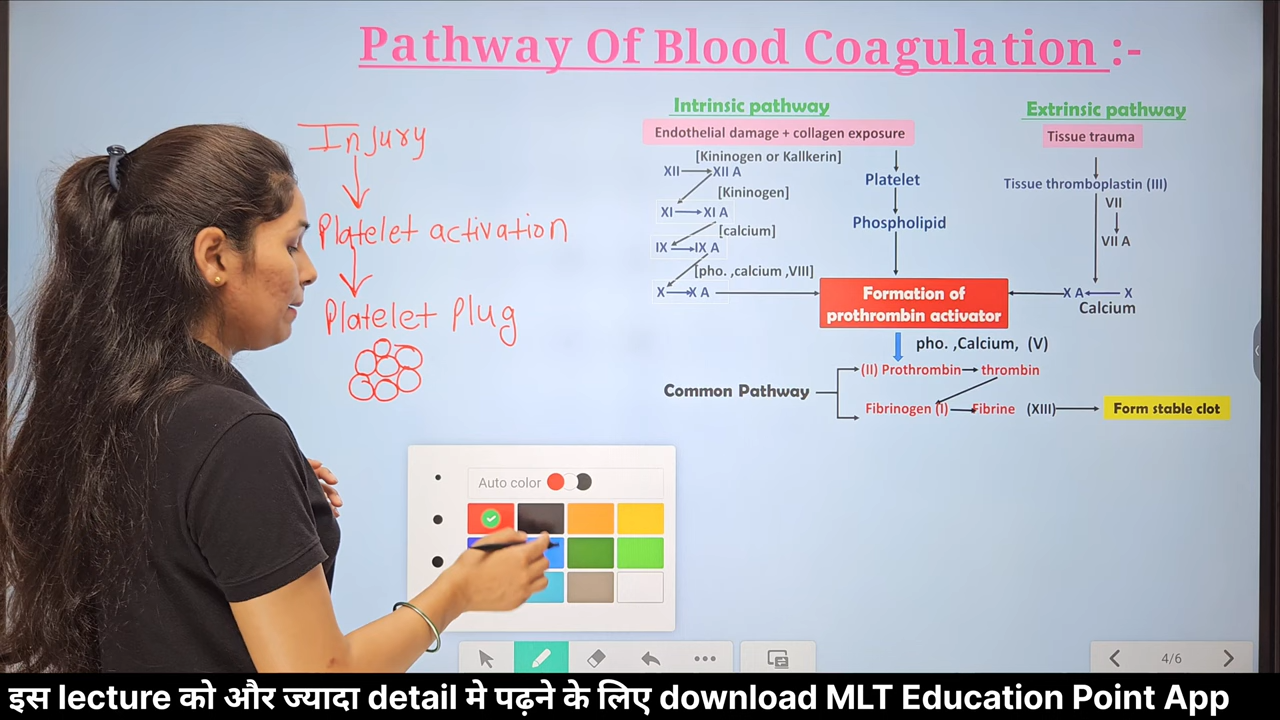 Pathway Of Blood Coagulation :-
Injury
Platelet activation
Platelet Plug
Intrinsic pathway
Endothelial damage + collagen exposure
[Kininogen or Kallkerin]
XII XII A
[Kininogen]
XI XI A
[calcium]
IX IX A
[pho. ,calcium ,VIII]
X X A
Platelet
Phospholipid
Extrinsic pathway
Tissue trauma
Tissue thromboplastin (III)
VII
VII A
X A X
Calcium
Formation of
prothrombin activator
pho. ,Calcium, (V)
Common Pathway
(II) Prothrombin thrombin
Fibrinogen (I) Fibrine (XIII) Form stable clot
Auto color
4/6
इस lecture को और ज्यादा detail मे पढ़ने के लिए download MLT Education Point App